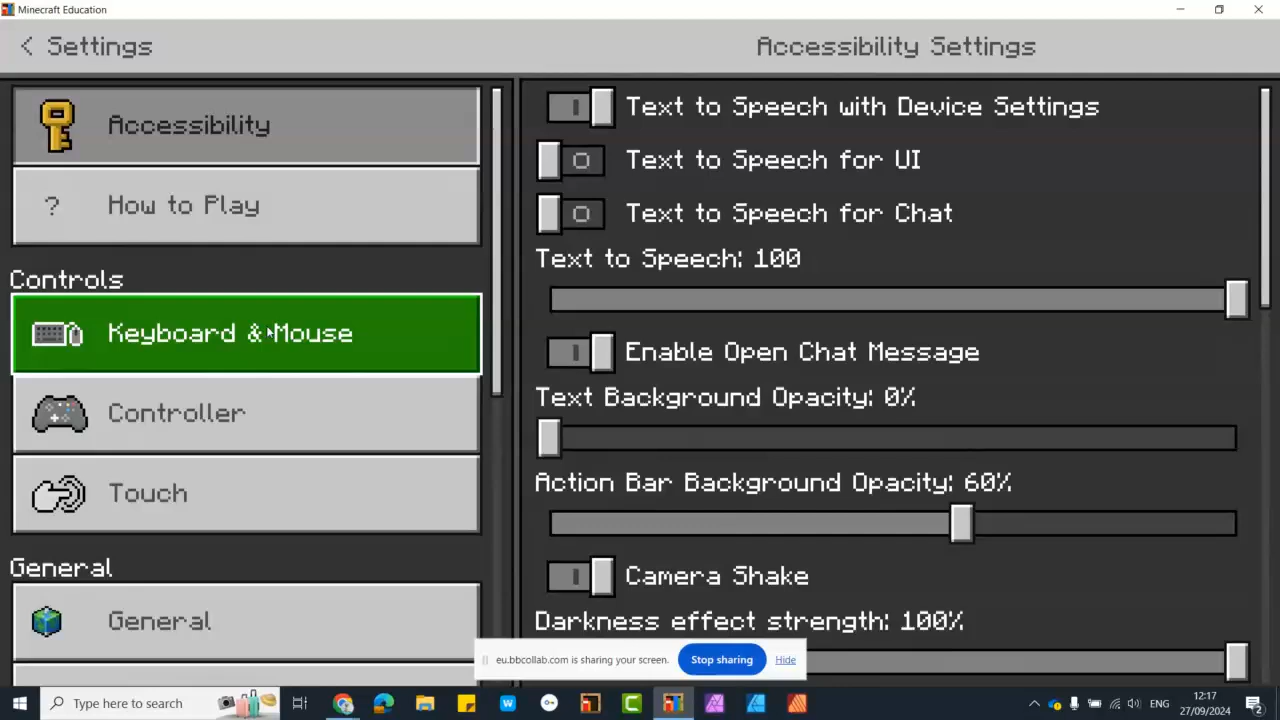 Minecraft Education
Settings
Accessibility Settings
Accessibility
? How to Play
Controls
Keyboard & Mouse
Controller
Touch
General
General
Text to Speech with Device Settings
Text to Speech for UI
Text to Speech for Chat
Text to Speech: 100
Enable Open Chat Message
Text Background Opacity: 0%
Action Bar Background Opacity: 60%
Camera Shake
Darkness effect strength: 100%
eu.bbcollab.com is sharing your screen. Stop sharing Hide
Type here to search
ENG
12:17
27/09/2024
2